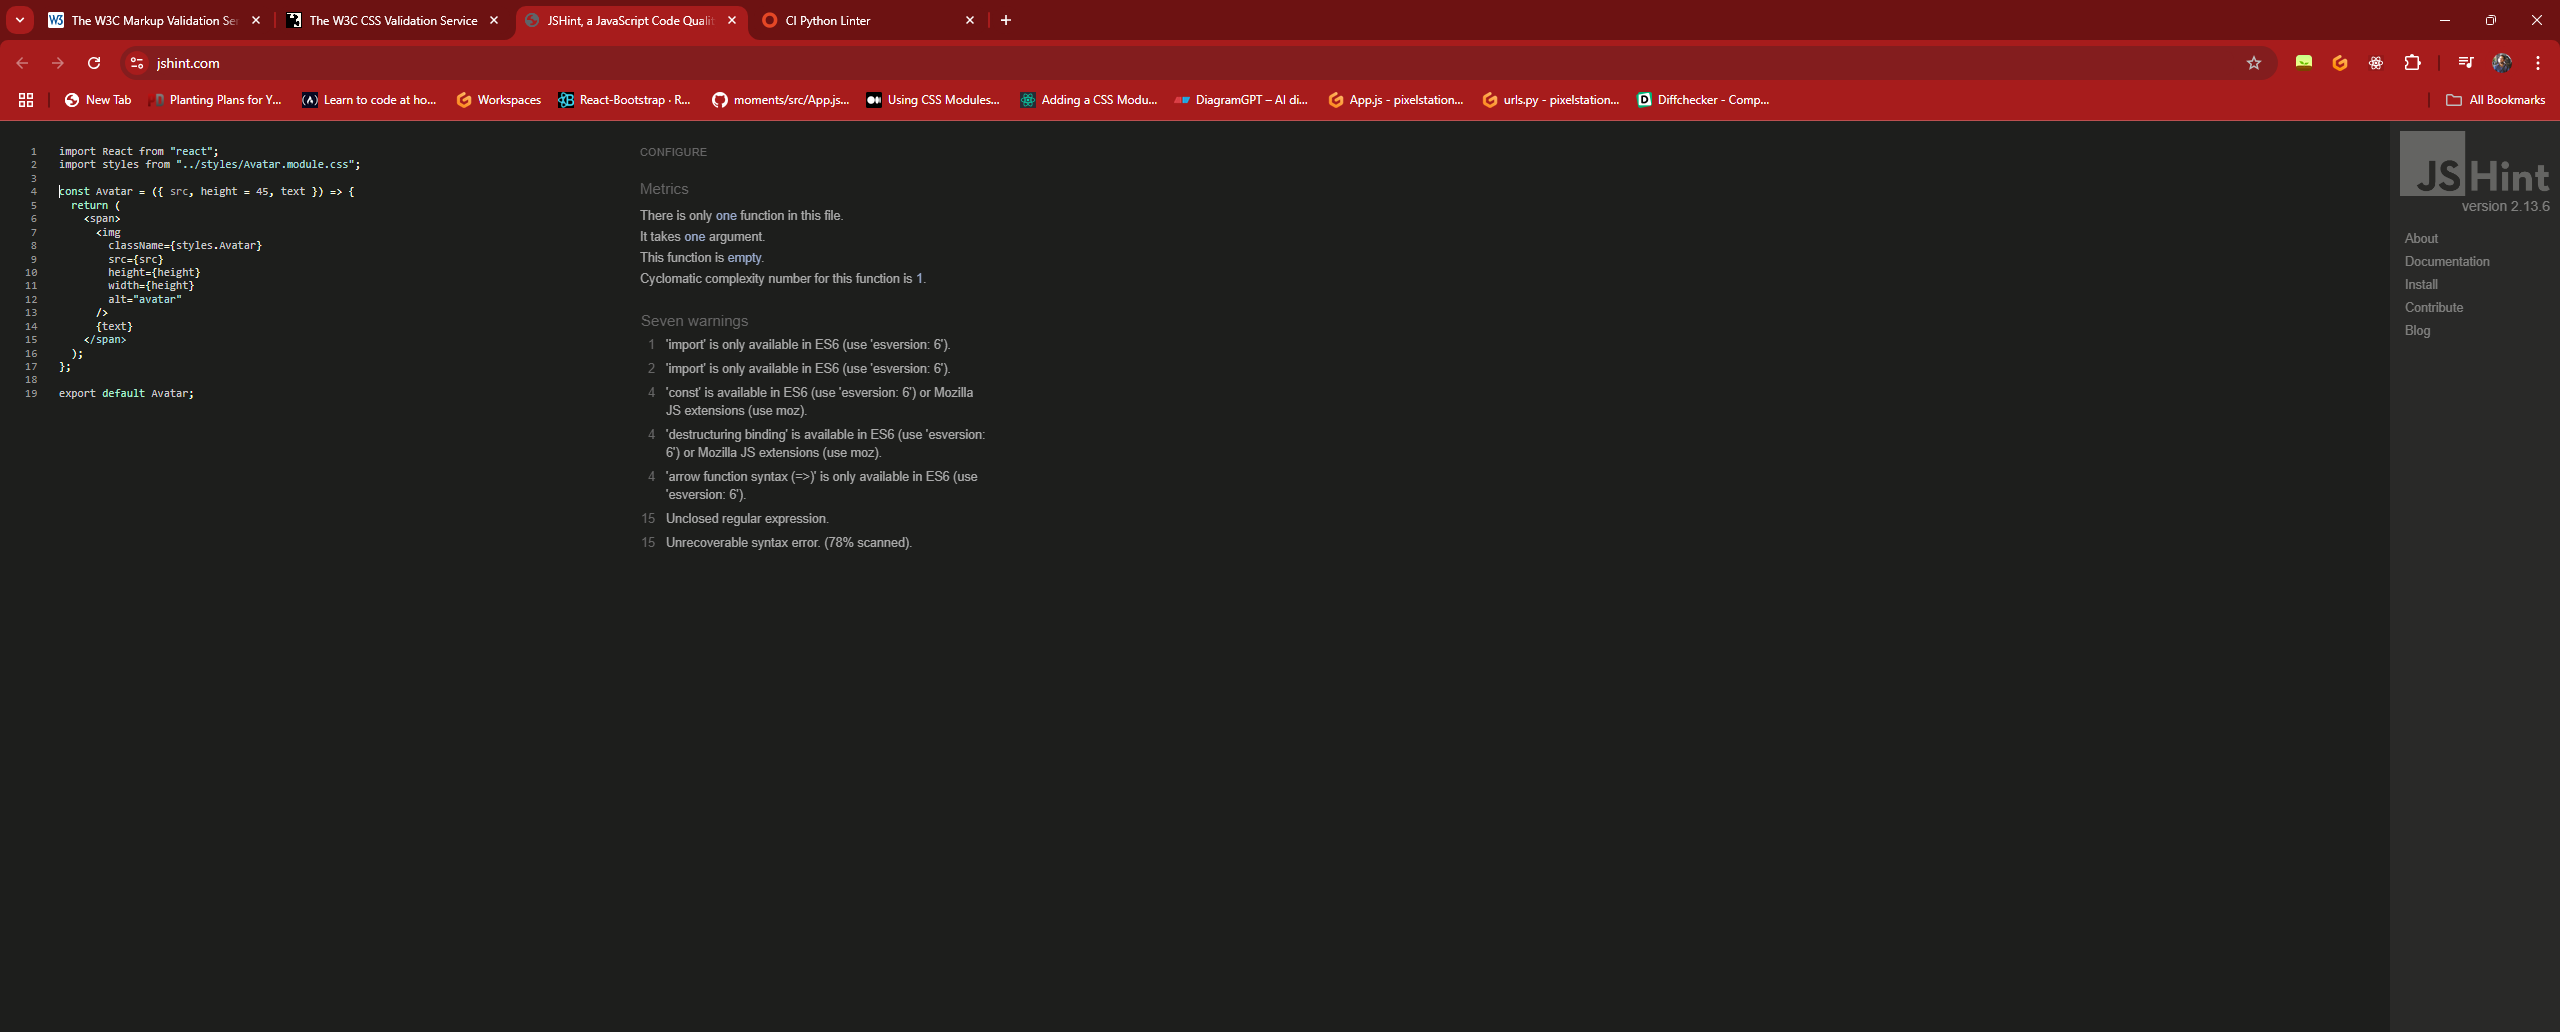 The W3C Markup Validation Se
The W3C CSS Validation Service
JSHint, a JavaScript Code Qualit
CI Python Linter
jshint.com
New Tab
Planting Plans for Y...
Learn to code at ho...
Workspaces
React-Bootstrap · R...
moments/src/App.js...
Using CSS Modules...
Adding a CSS Modu...
DiagramGPT – AI di...
App.js - pixelstation...
urls.py - pixelstation...
Diffchecker - Comp...
All Bookmarks
1 import React from "react";
2 import styles from "../styles/Avatar.module.css";
3
4 const Avatar = ({ src, height = 45, text }) => {
5 return (
6 <span>
7 <img
8 className={styles.Avatar}
9 src={src}
10 height={height}
11 width={height}
12 alt="avatar"
13 />
14 {text}
15 </span>
16 );
17 };
18
19 export default Avatar;
CONFIGURE
Metrics
There is only one function in this file.
It takes one argument.
This function is empty.
Cyclomatic complexity number for this function is 1.
Seven warnings
1 'import' is only available in ES6 (use 'esversion: 6').
2 'import' is only available in ES6 (use 'esversion: 6').
4 'const' is available in ES6 (use 'esversion: 6') or Mozilla
JS extensions (use moz).
4 'destructuring binding' is available in ES6 (use 'esversion:
6') or Mozilla JS extensions (use moz).
4 'arrow function syntax (=>)' is only available in ES6 (use
'esversion: 6').
15 Unclosed regular expression.
15 Unrecoverable syntax error. (78% scanned).
JSHint
version 2.13.6
About
Documentation
Install
Contribute
Blog